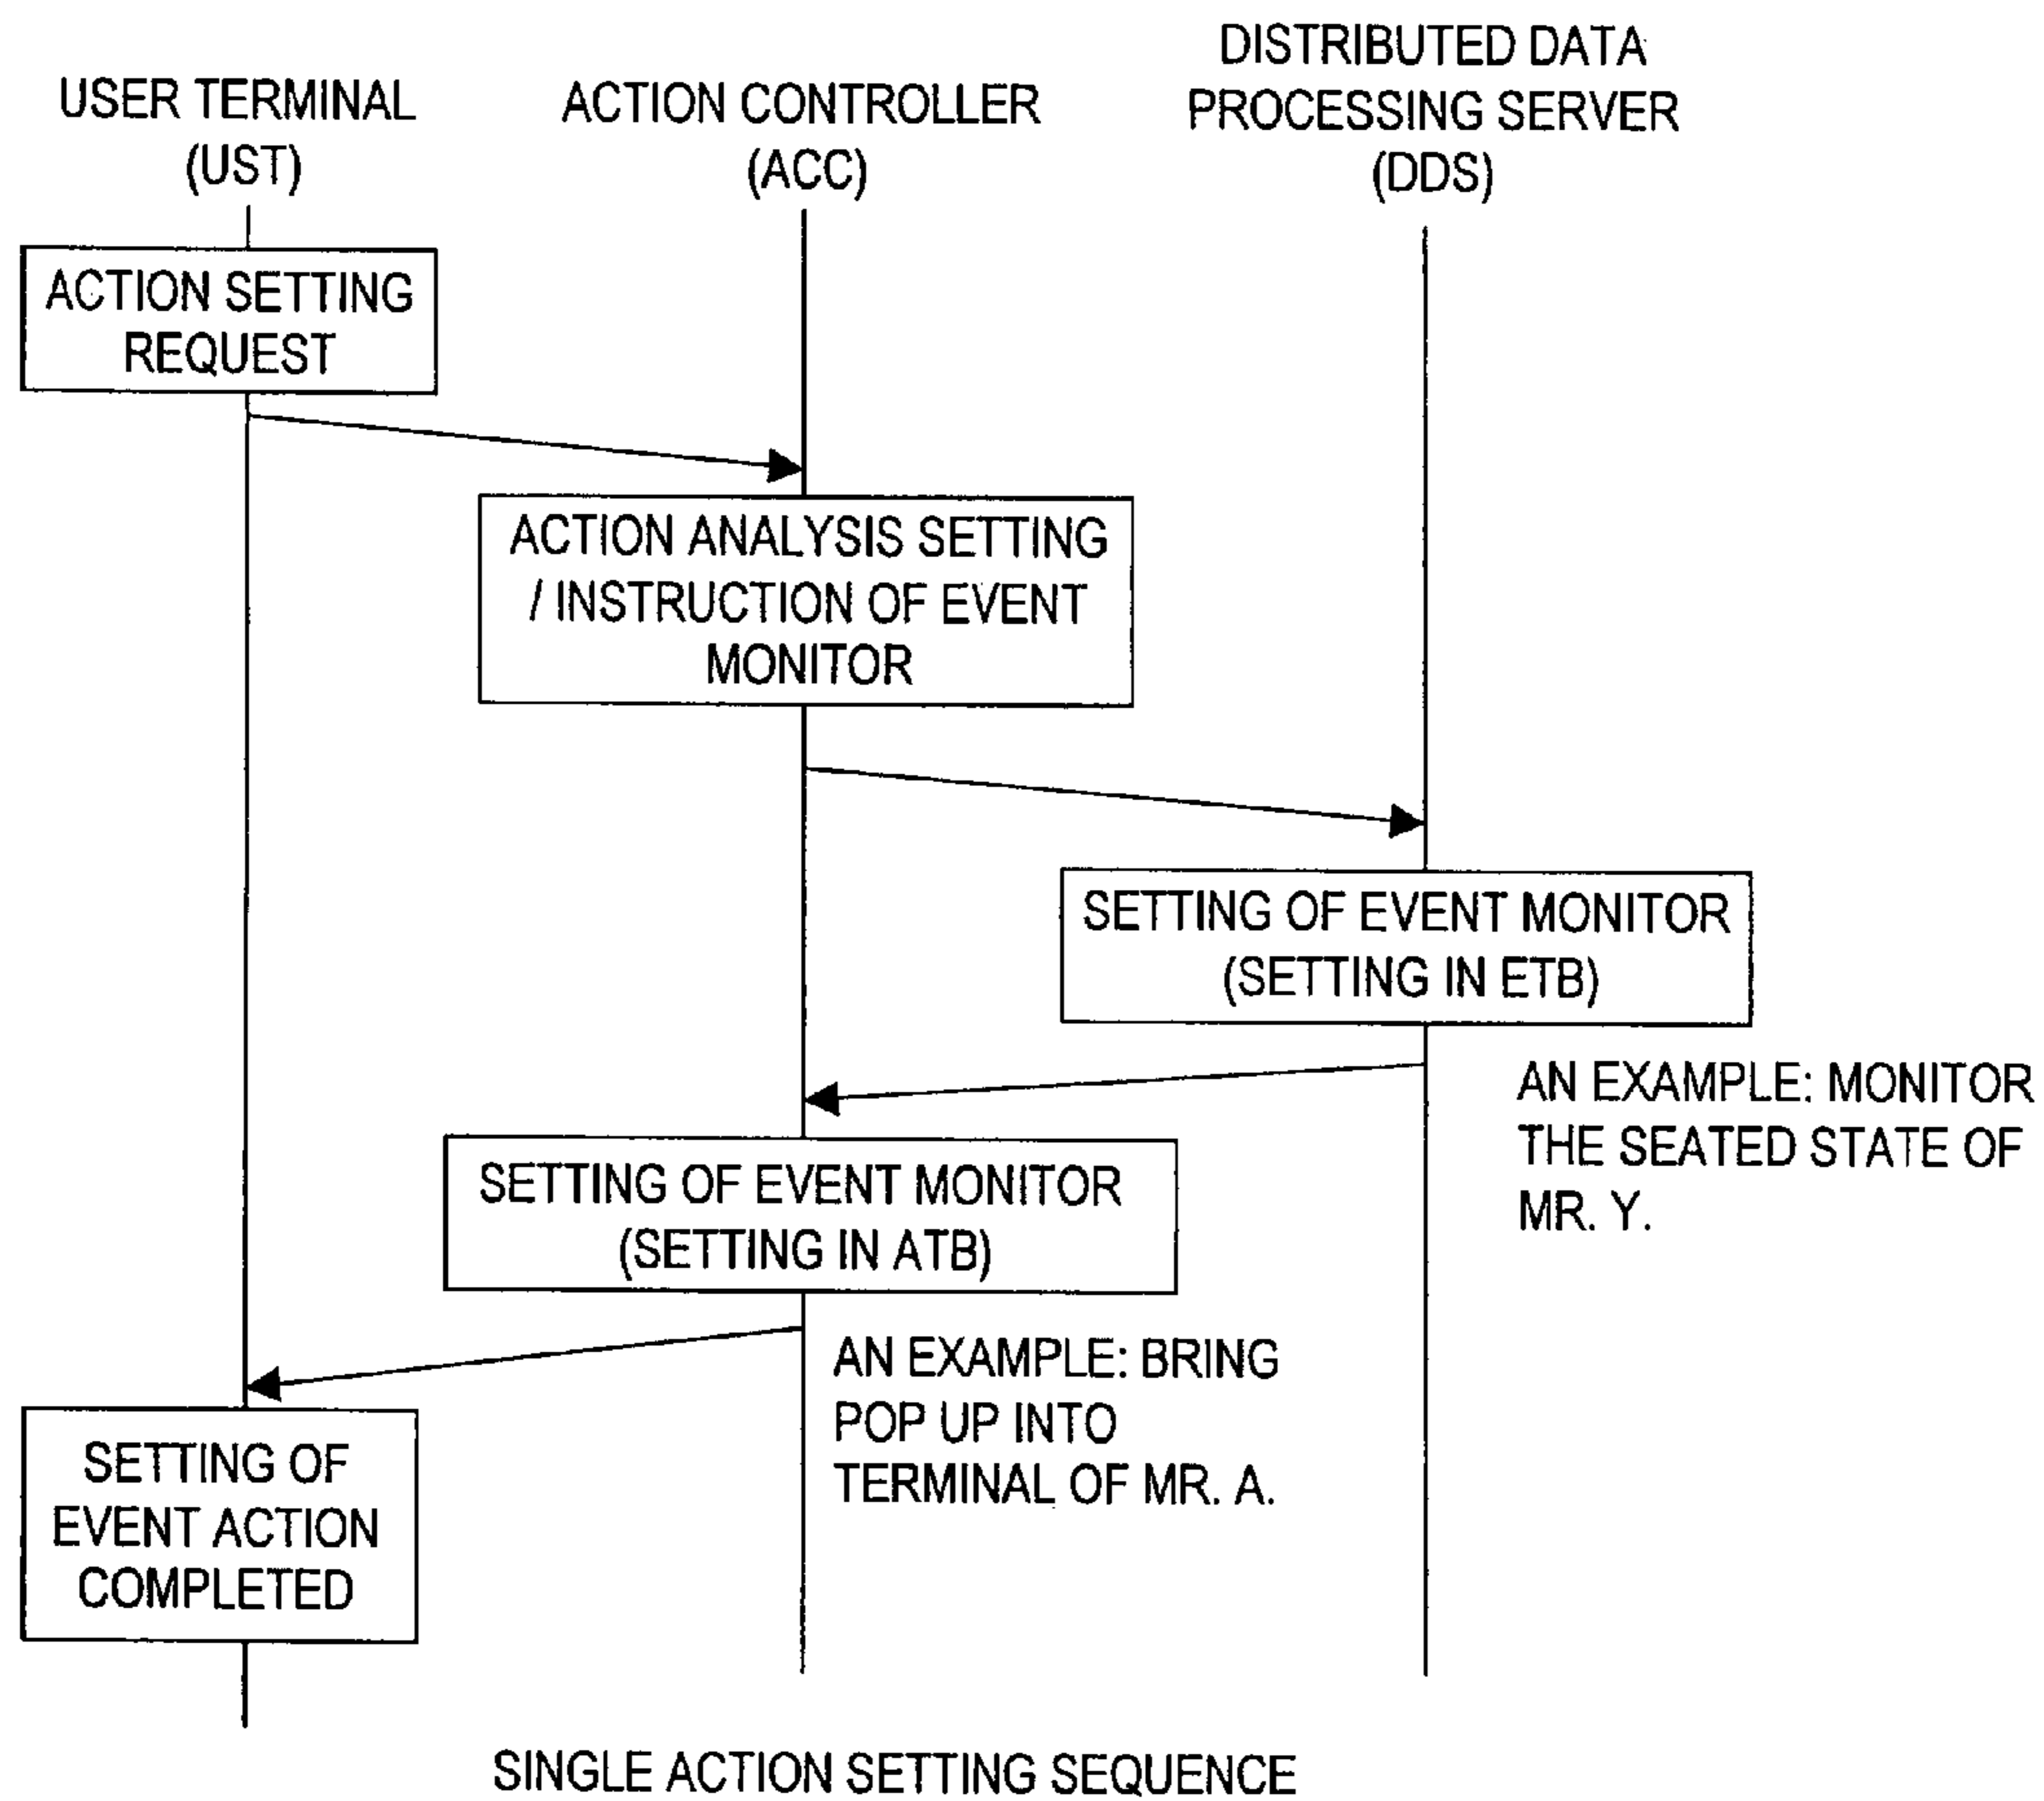 USER TERMINAL
(UST)
ACTION CONTROLLER
(ACC)
DISTRIBUTED DATA
PROCESSING SERVER
(DDS)
ACTION SETTING
REQUEST
ACTION ANALYSIS SETTING
/ INSTRUCTION OF EVENT
MONITOR
SETTING OF EVENT MONITOR
(SETTING IN ETB)
AN EXAMPLE: MONITOR
THE SEATED STATE OF
MR. Y.
SETTING OF EVENT MONITOR
(SETTING IN ATB)
AN EXAMPLE: BRING
POP UP INTO
TERMINAL OF MR. A.
SETTING OF
EVENT ACTION
COMPLETED
SINGLE ACTION SETTING SEQUENCE